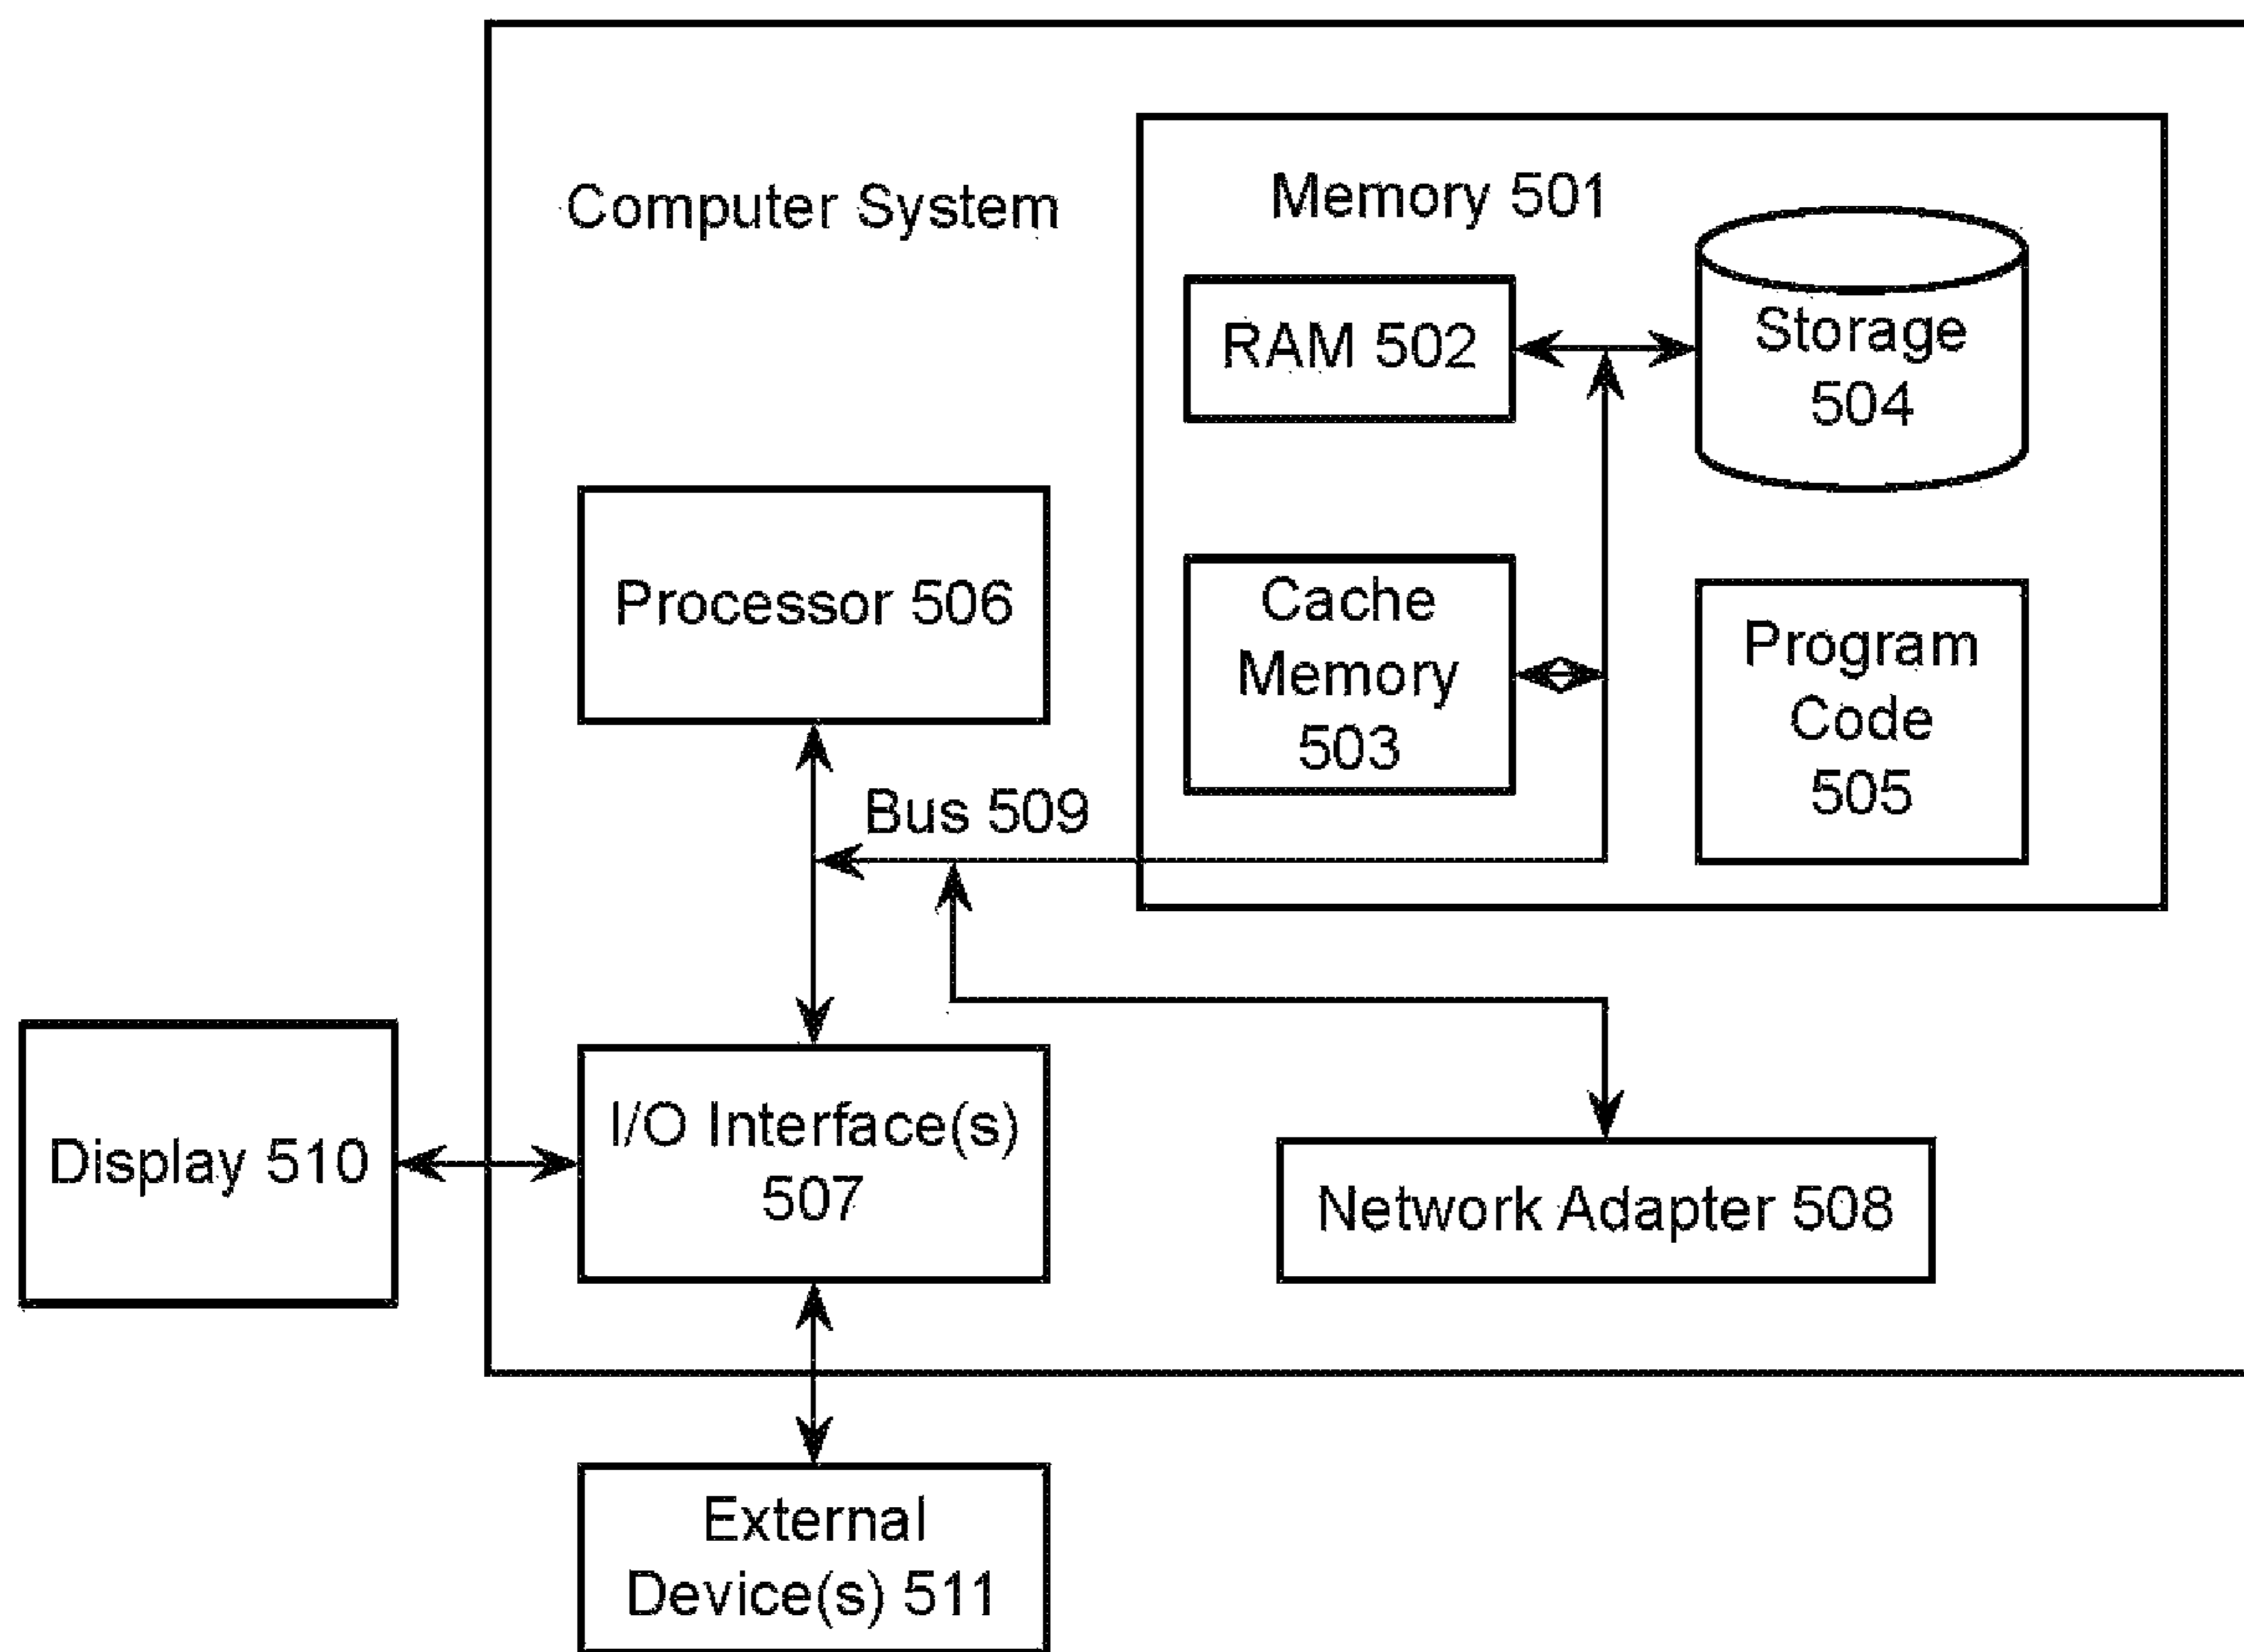 Computer System
Memory 501
RAM 502
Storage
504
Processor 506
Cache
Memory
503
Program
Code
505
Bus 509
Display 510
I/O Interface(s)
507
Network Adapter 508
External
Device(s) 511